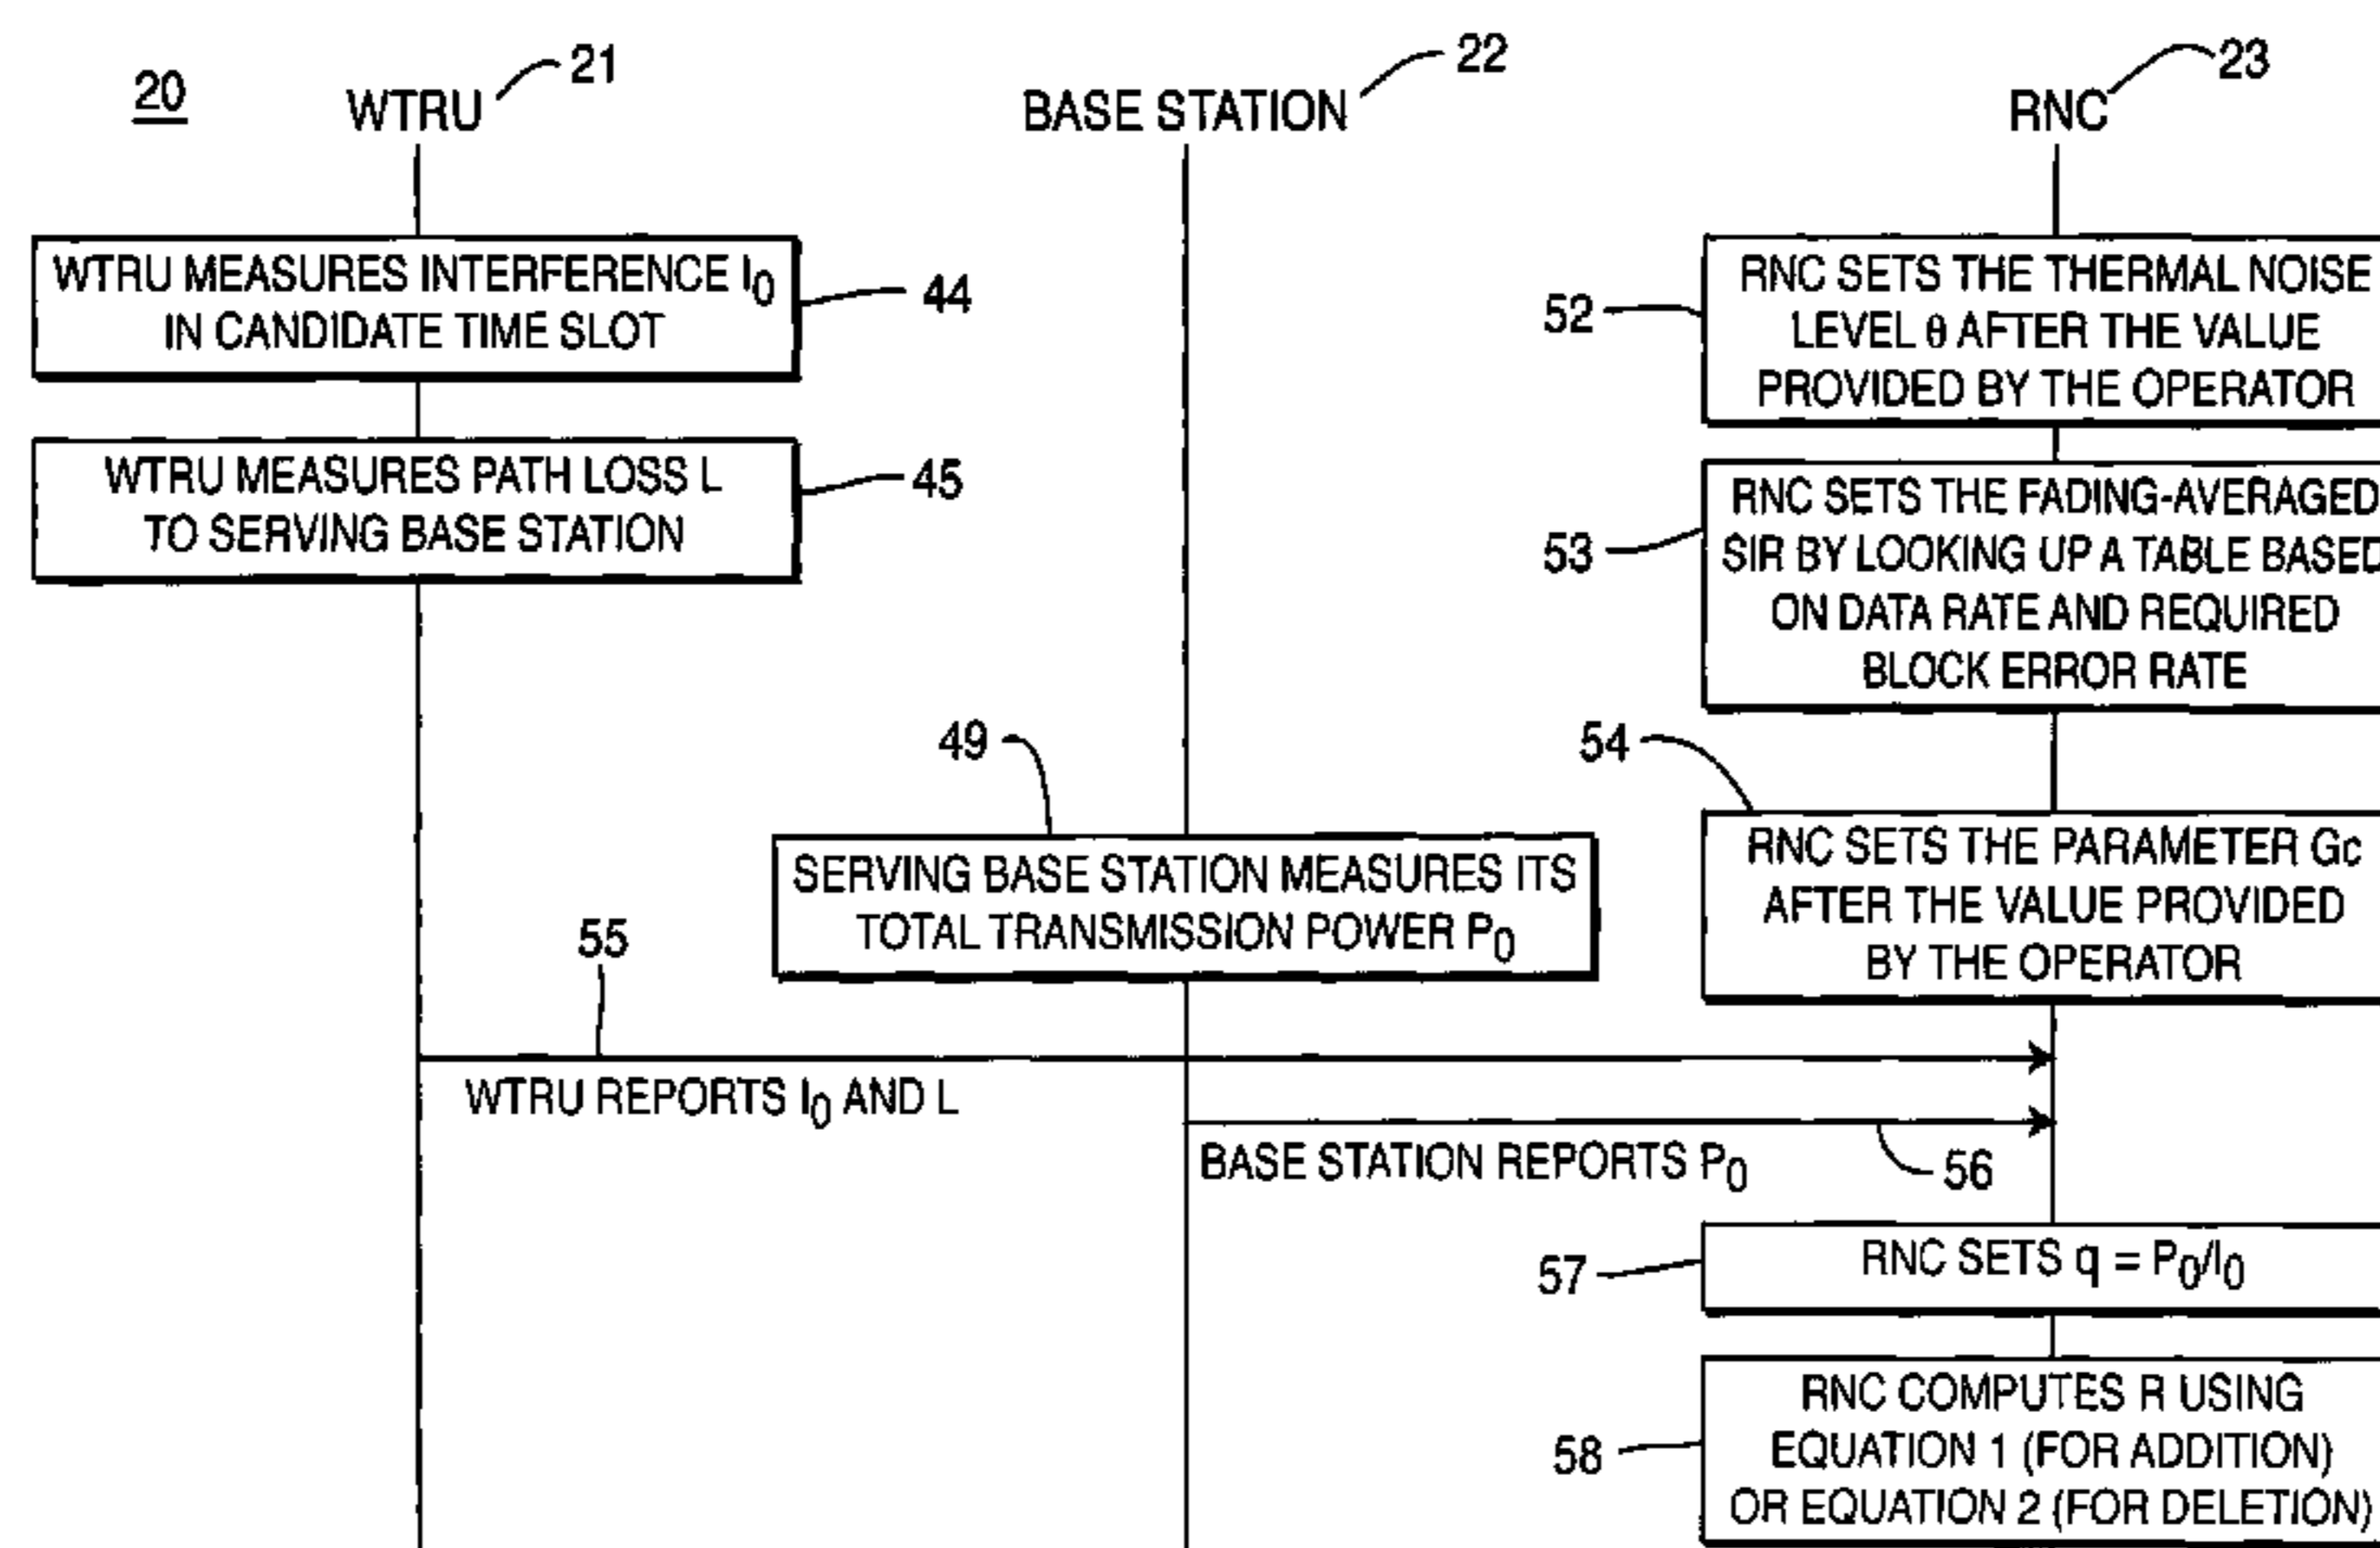 20
WTRU
21
BASE STATION
22
RNC
23
WTRU MEASURES INTERFERENCE I₀
IN CANDIDATE TIME SLOT
44
52
RNC SETS THE THERMAL NOISE
LEVEL θ AFTER THE VALUE
PROVIDED BY THE OPERATOR
WTRU MEASURES PATH LOSS L
TO SERVING BASE STATION
45
53
RNC SETS THE FADING-AVERAGED
SIR BY LOOKING UP A TABLE BASED
ON DATA RATE AND REQUIRED
BLOCK ERROR RATE
49
SERVING BASE STATION MEASURES ITS
TOTAL TRANSMISSION POWER P₀
54
RNC SETS THE PARAMETER Gc
AFTER THE VALUE PROVIDED
BY THE OPERATOR
55
WTRU REPORTS I₀ AND L
BASE STATION REPORTS P₀
56
57
RNC SETS q = P₀/I₀
58
RNC COMPUTES R USING
EQUATION 1 (FOR ADDITION)
OR EQUATION 2 (FOR DELETION)